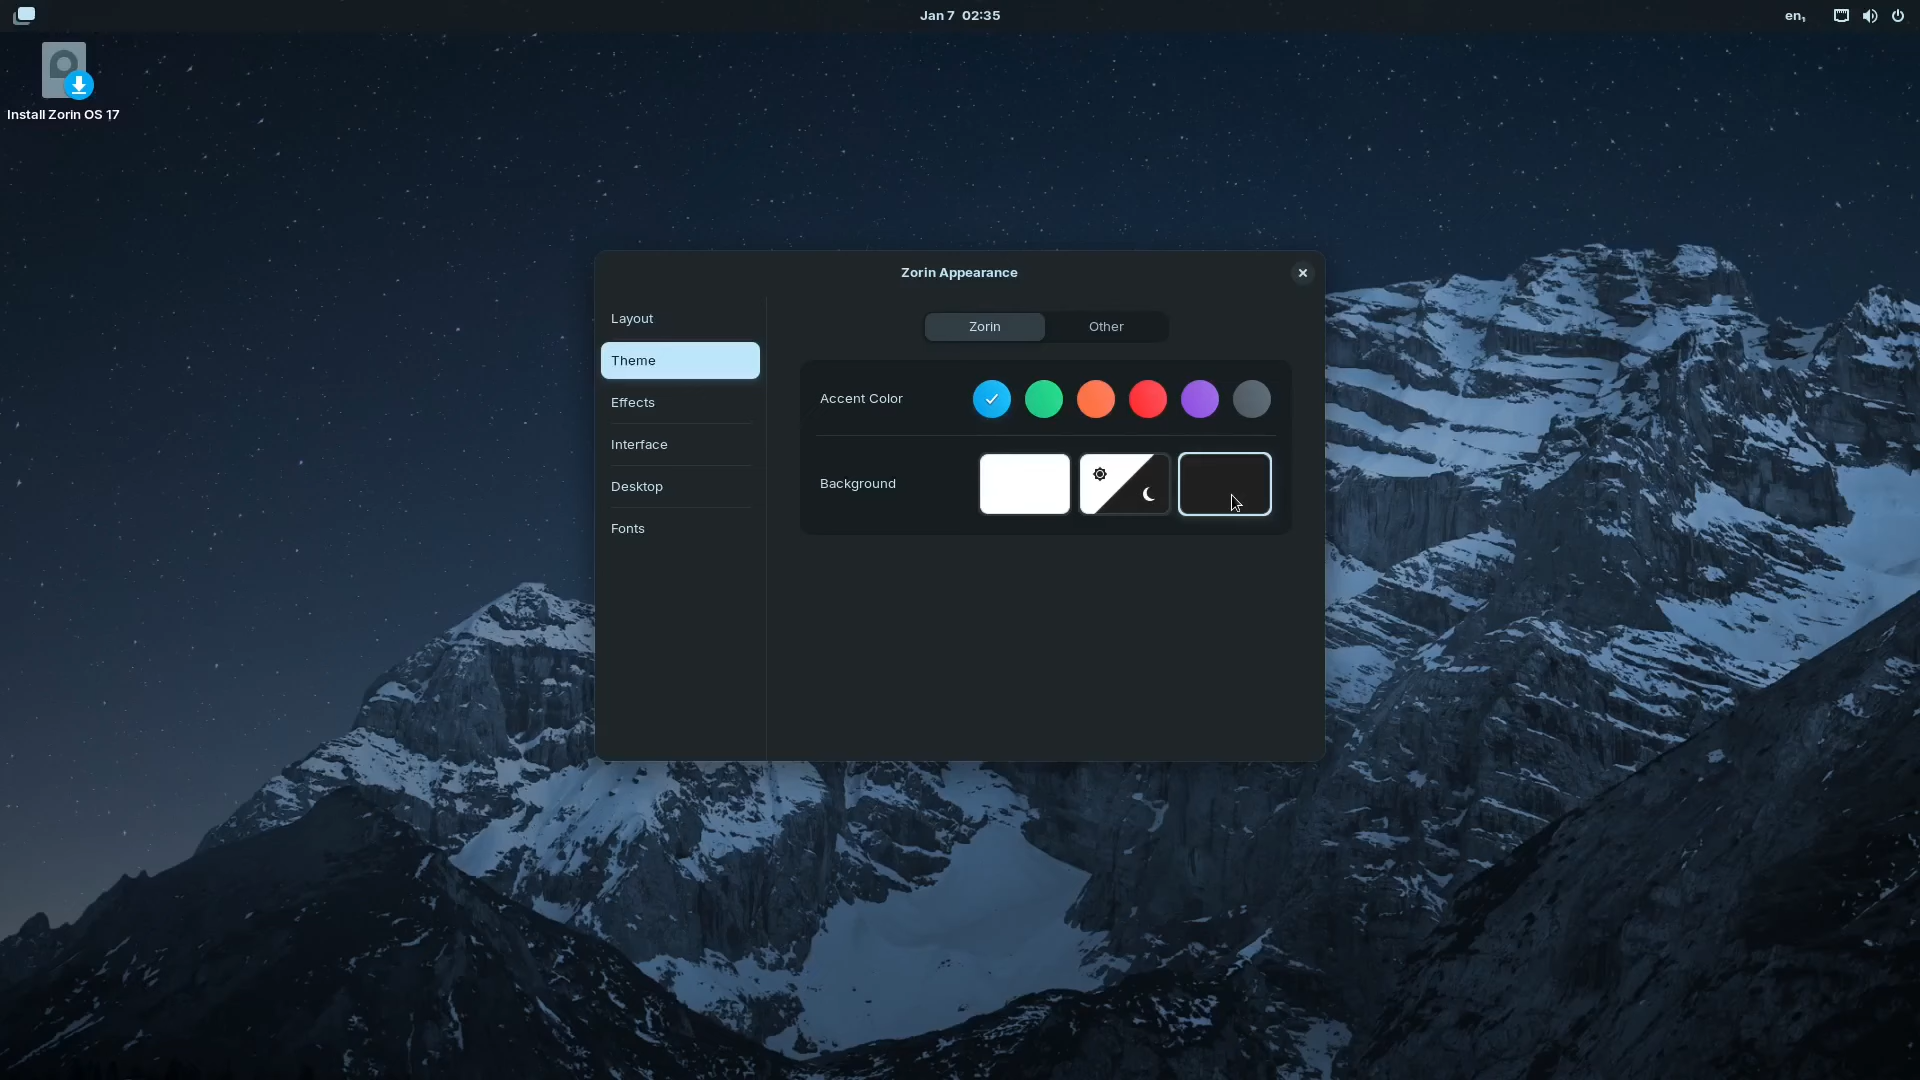 Jan 7 02:35
en₁
Install Zorin OS 17
Zorin Appearance
Layout
Theme
Effects
Interface
Desktop
Fonts
Zorin
Other
Accent Color
Background